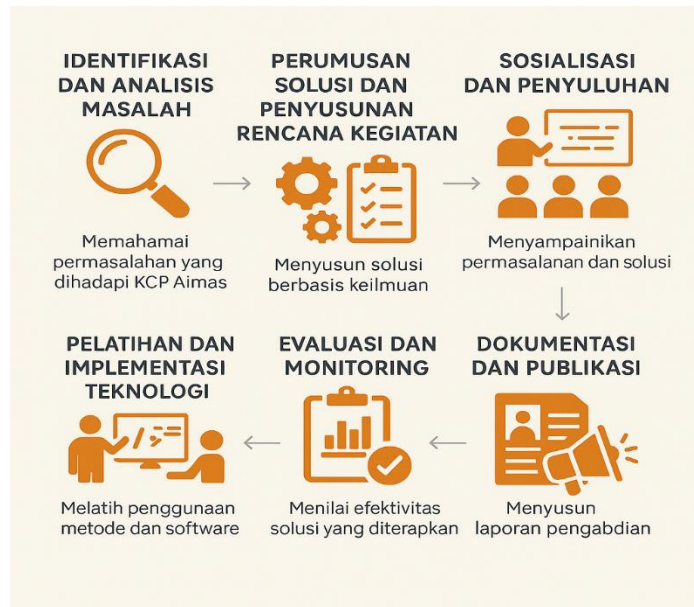 IDENTIFIKASI
DAN ANALISIS
MASALAH
Memahamai
permasalahan yang
dihadapi KCP Aimas
PERUMUSAN
SOLUSI DAN
PENYUSUNAN
RENCANA KEGIATAN
Menyusun solusi
berbasis keilmuan
SOSIALISASI
DAN PENYULUHAN
Menyampainikan
permasalanan dan solusi
DOKUMENTASI
DAN PUBLIKASI
Menyusun
laporan pengabdian
EVALUASI DAN
MONITORING
Menilai efektivitas
solusi yang diterapkan
PELATIHAN DAN
IMPLEMENTASI
TEKNOLOGI
Melatih penggunaan
metode dan software